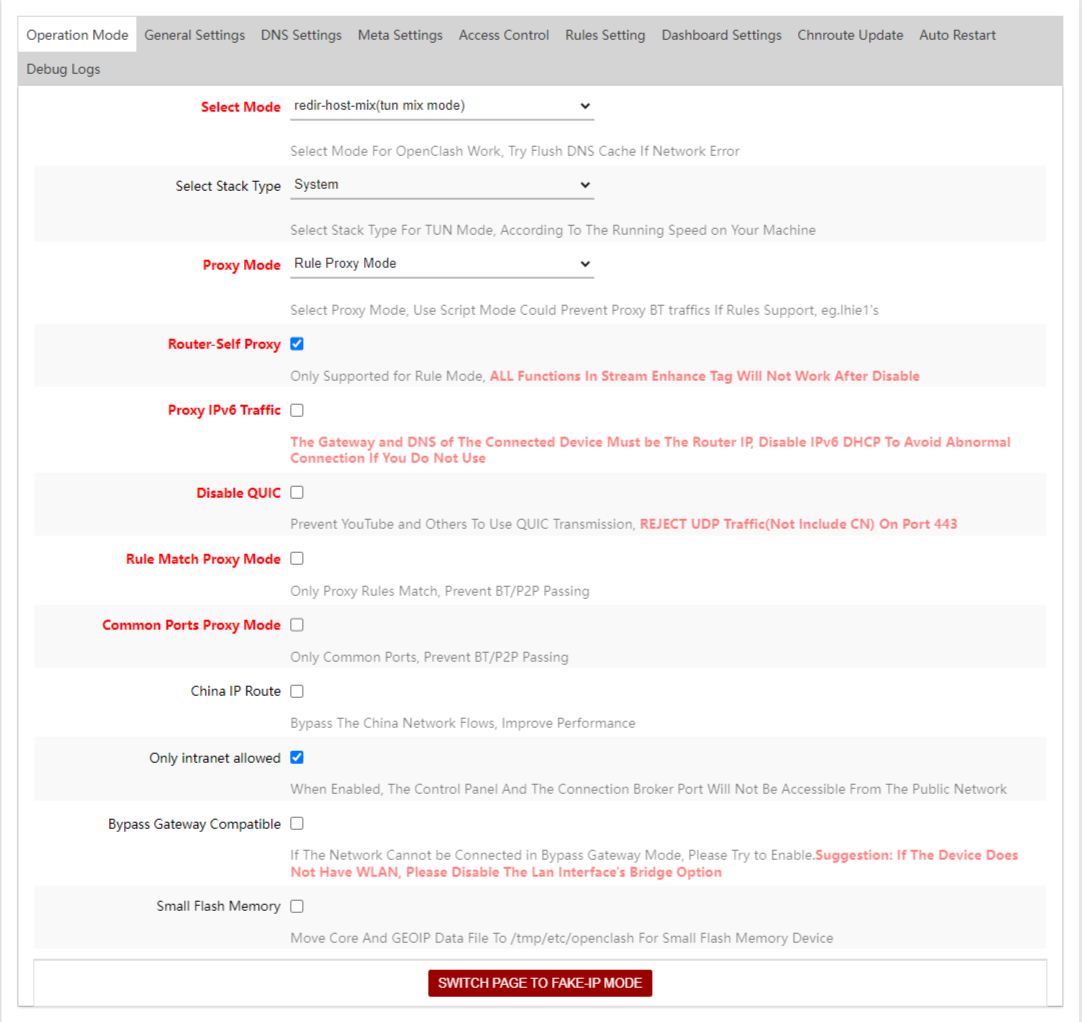 Operation Mode General Settings DNS Settings Meta Settings Access Control Rules Setting Dashboard Settings Chnroute Update Auto Restart
Debug Logs
Select Mode redir-host-mix(tun mix mode)
Select Mode For OpenClash Work, Try Flush DNS Cache If Network Error
Select Stack Type System
Select Stack Type For TUN Mode, According To The Running Speed on Your Machine
Proxy Mode Rule Proxy Mode
Select Proxy Mode, Use Script Mode Could Prevent Proxy BT traffics If Rules Support, eg.lhie1's
Router-Self Proxy
Only Supported for Rule Mode, ALL Functions In Stream Enhance Tag Will Not Work After Disable
Proxy IPv6 Traffic
The Gateway and DNS of The Connected Device Must be The Router IP, Disable IPv6 DHCP To Avoid Abnormal
Connection If You Do Not Use
Disable QUIC
Prevent YouTube and Others To Use QUIC Transmission, REJECT UDP Traffic(Not Include CN) On Port 443
Rule Match Proxy Mode
Only Proxy Rules Match, Prevent BT/P2P Passing
Common Ports Proxy Mode
Only Common Ports, Prevent BT/P2P Passing
China IP Route
Bypass The China Network Flows, Improve Performance
Only intranet allowed
When Enabled, The Control Panel And The Connection Broker Port Will Not Be Accessible From The Public Network
Bypass Gateway Compatible
If The Network Cannot be Connected in Bypass Gateway Mode, Please Try to Enable.Suggestion: If The Device Does
Not Have WLAN, Please Disable The Lan Interface's Bridge Option
Small Flash Memory
Move Core And GEOIP Data File To /tmp/etc/openclash For Small Flash Memory Device
SWITCH PAGE TO FAKE-IP MODE